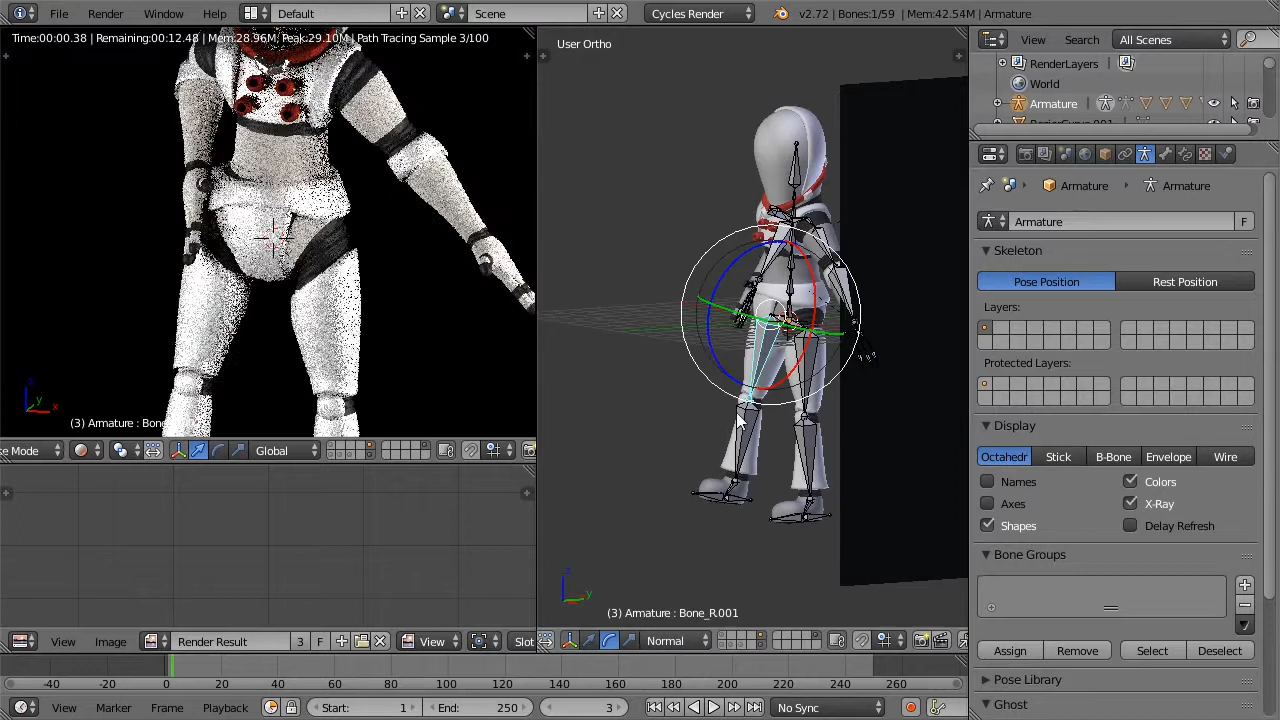 File Render Window Help Default Scene Cycles Render v2.72 | Bones:1/59 | Mem:42.54M | Armature
Time:00:00.38 | Remaining:00:12.48 | Mem:28.96M, Peak:29.10M | Path Tracing Sample 3/100
User Ortho
View Search All Scenes
RenderLayers |
World
Armature
Armature Armature
Armature F
Skeleton
Pose Position Rest Position
Layers:
Protected Layers:
Display
Octahedr Stick B-Bone Envelope Wire
Names Colors
Axes X-Ray
Shapes Delay Refresh
Bone Groups
Assign Remove Select Deselect
Pose Library
Ghost
z
y
x
(3) Armature : Bone
se Mode Global
z
y
(3) Armature : Bone_R.001
View Image Render Result 3 F View Slot
Normal
-40 -20 0 20 40 60 80 100 120 140 160 180 200 220 240 260
View Marker Frame Playback Start: 1 End: 250 3 No Sync